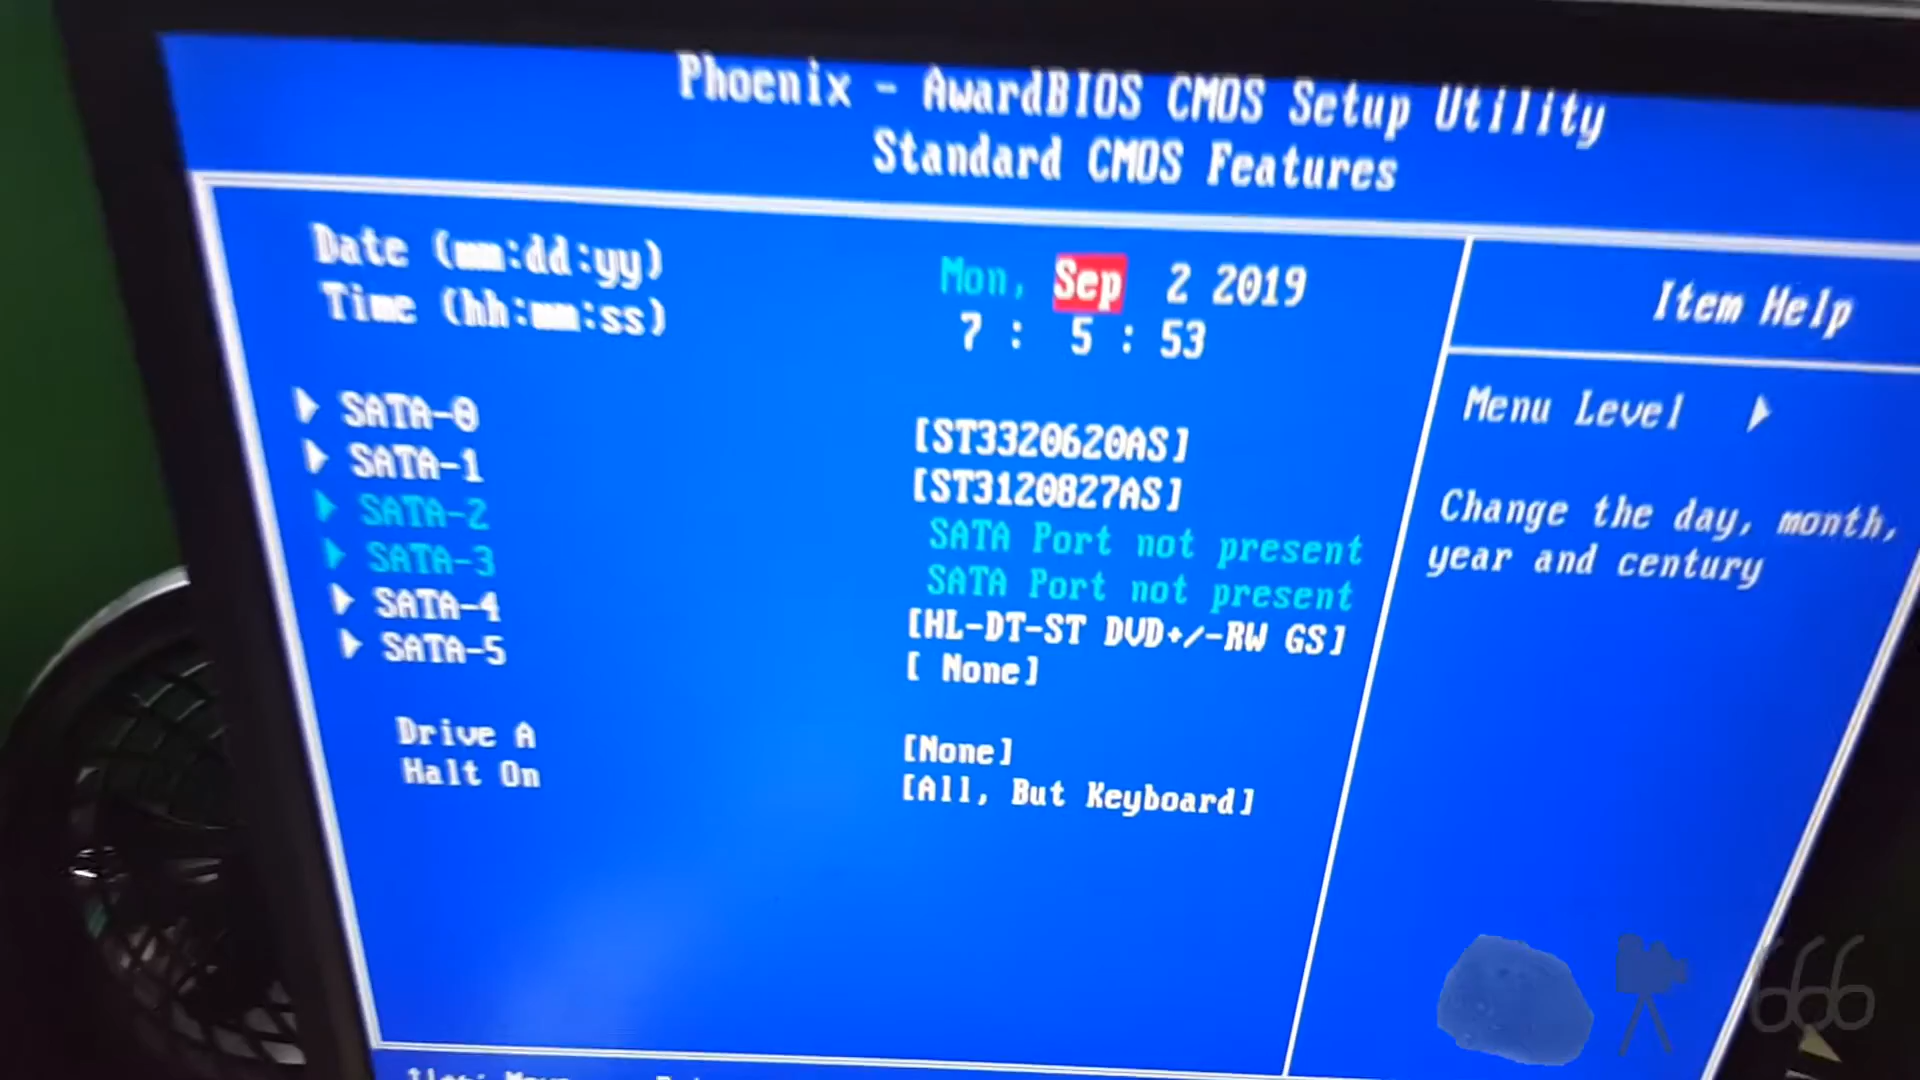 Phoenix - AwardBIOS CMOS Setup Utility
Standard CMOS Features
Date (mm:dd:yy) Mon, Sep 2 2019
Time (hh:mm:ss) 7 : 5 : 53
SATA-0 [ST3320620AS]
SATA-1 [ST3120827AS]
SATA-2 SATA Port not present
SATA-3 SATA Port not present
SATA-4 [HL-DT-ST DVD+/-RW GS]
SATA-5 [ None]
Drive A [None]
Halt On [All, But Keyboard]
Item Help
Menu Level
Change the day, month,
year and century
666